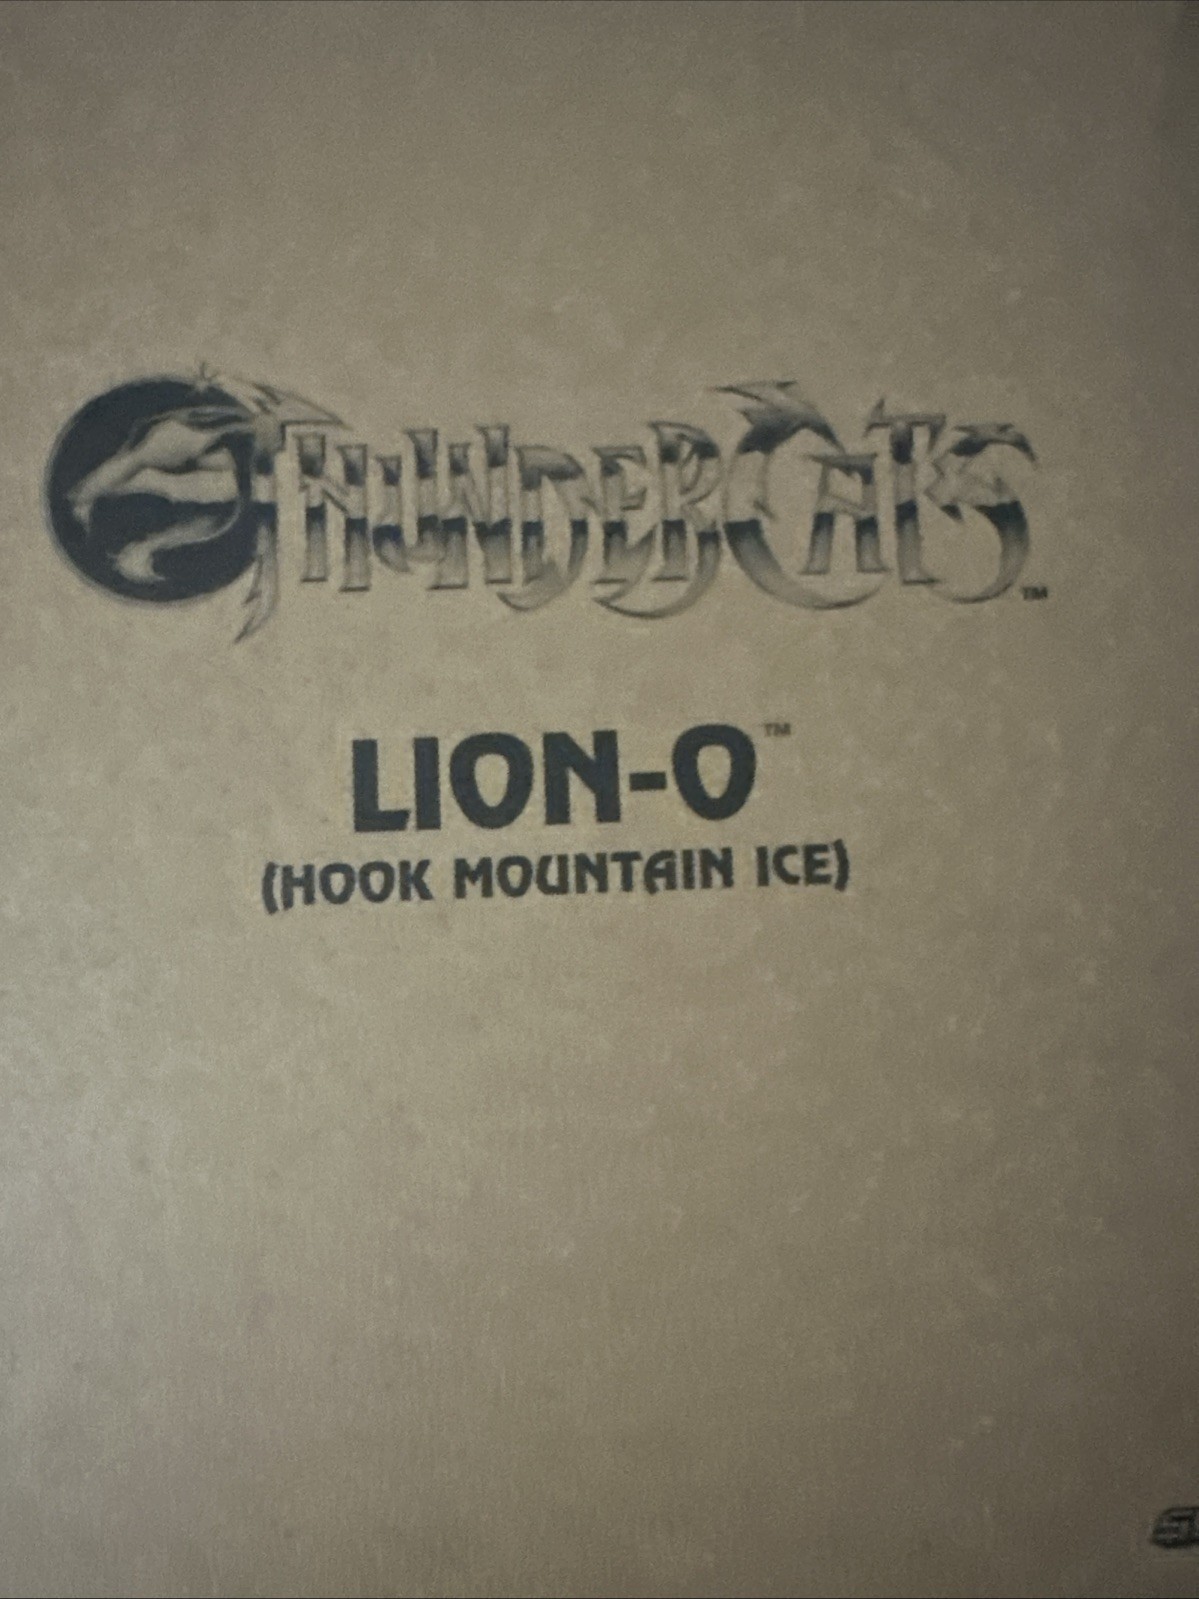 THUNDERCATS™
LION-O™
(HOOK MOUNTAIN ICE)